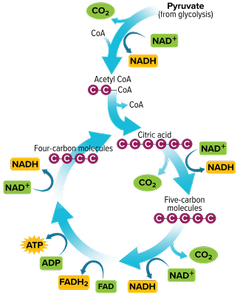 Pyruvate
(from glycolysis)
CO₂
CoA
NAD⁺
NADH
Acetyl CoA
C C—CoA
CoA
Citric acid
C C C C C C
Four-carbon molecules
C C C C
NAD⁺
NADH
NADH
NAD⁺
CO₂
Five-carbon
molecules
C C C C C
ATP
ADP
FADH₂
FAD
NADH
NAD⁺
CO₂